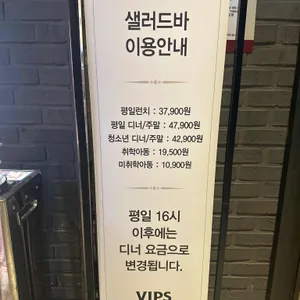 샐러드바
이용안내
평일런치 : 37,900원
평일 디너/주말 : 47,900원
청소년 디너/주말 : 42,900원
취학아동 : 19,500원
미취학아동 : 10,900원
평일 16시
이후에는
디너 요금으로
변경됩니다.
VIPS